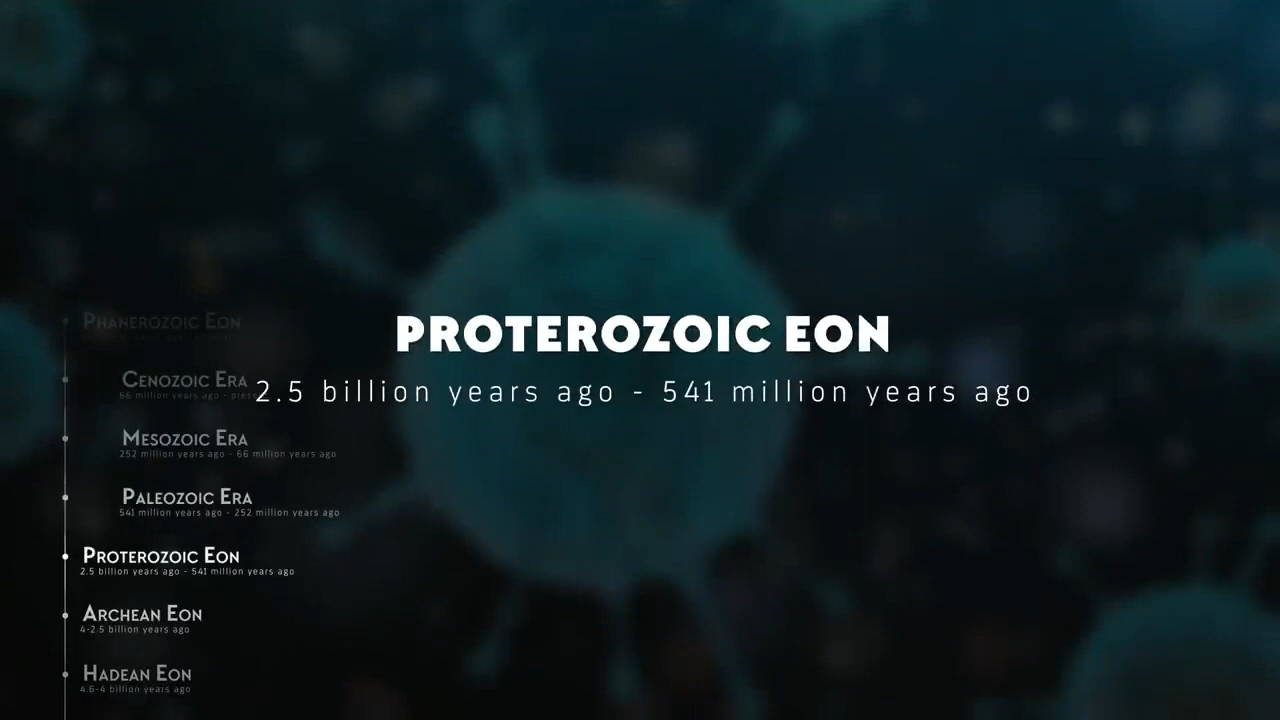 PROTEROZOIC EON
2.5 billion years ago - 541 million years ago
PHANEROZOIC EON
CENOZOIC ERA
66 million years ago -
MESOZOIC ERA
252 million years ago - 66 million years ago
PALEOZOIC ERA
541 million years ago - 252 million years ago
PROTEROZOIC EON
2.5 billion years ago - 541 million years ago
ARCHEAN EON
4-2.5 billion years ago
HADEAN EON
4.6-4 billion years ago